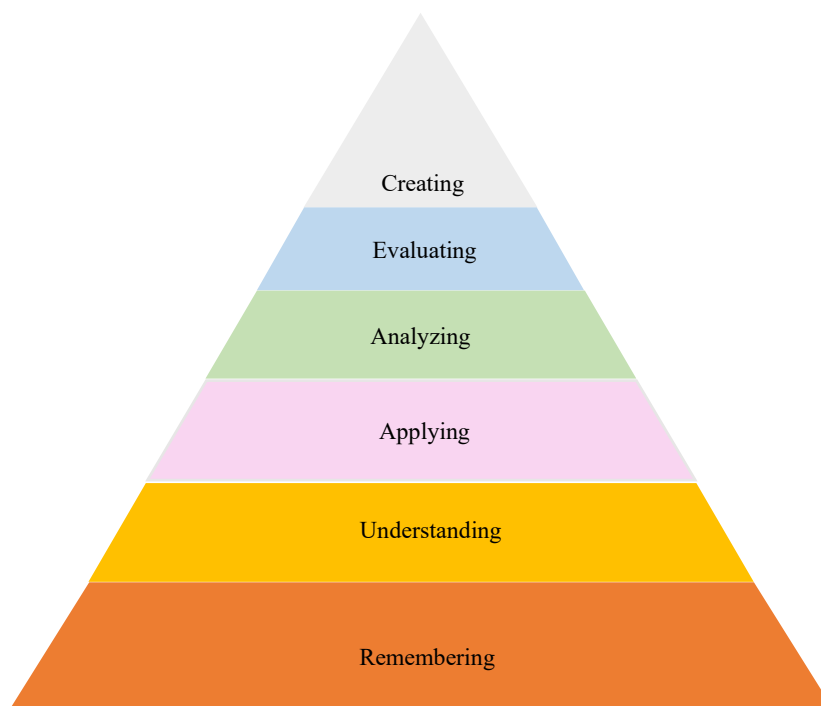 Creating
Evaluating
Analyzing
Applying
Understanding
Remembering